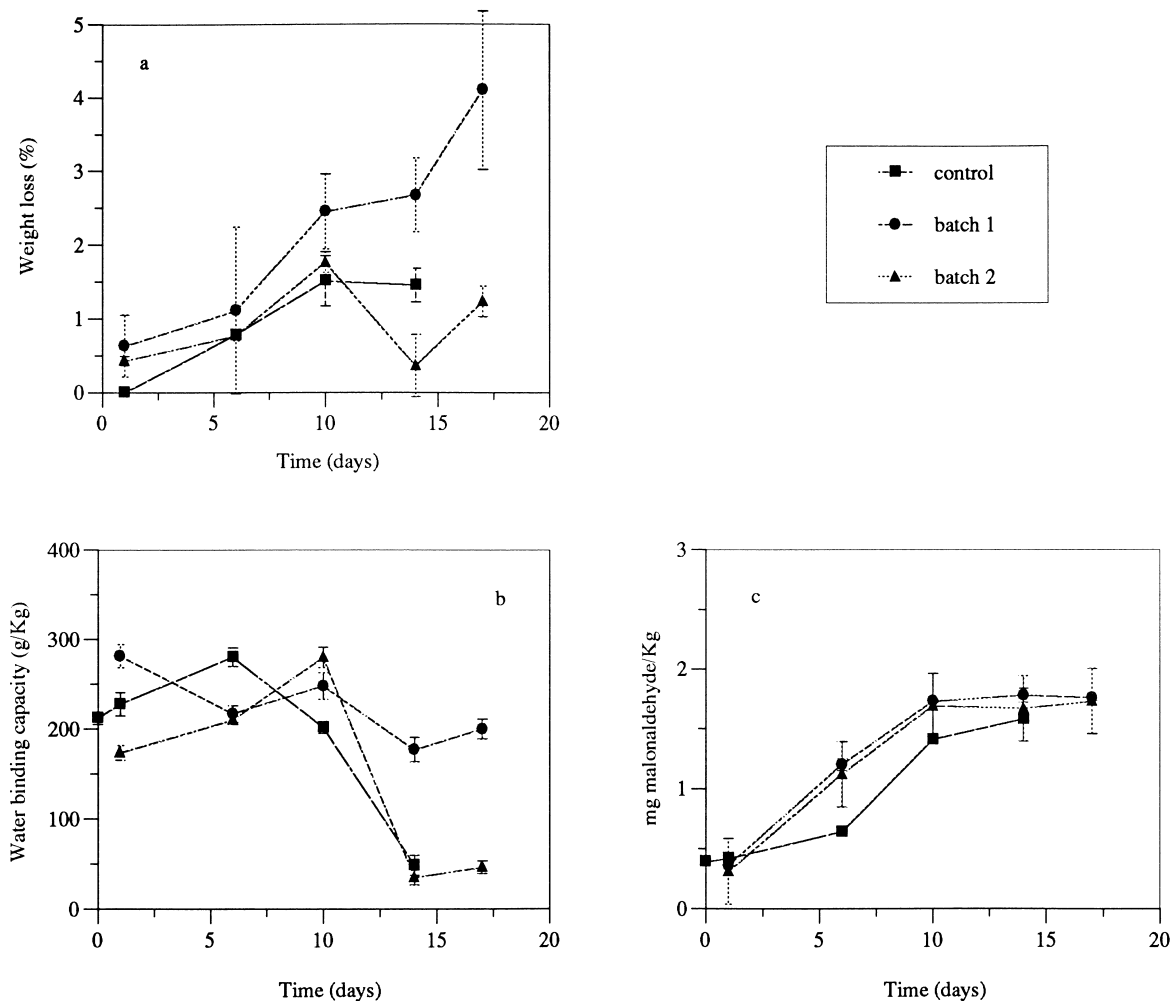 5
4
3
2
1
0
Weight loss (%)
a
0 5 10 15 20
Time (days)
control
batch 1
batch 2
400
300
200
100
0
Water binding capacity (g/Kg)
b
0 5 10 15 20
Time (days)
3
2
1
0
mg malonaldehyde/Kg
c
0 5 10 15 20
Time (days)